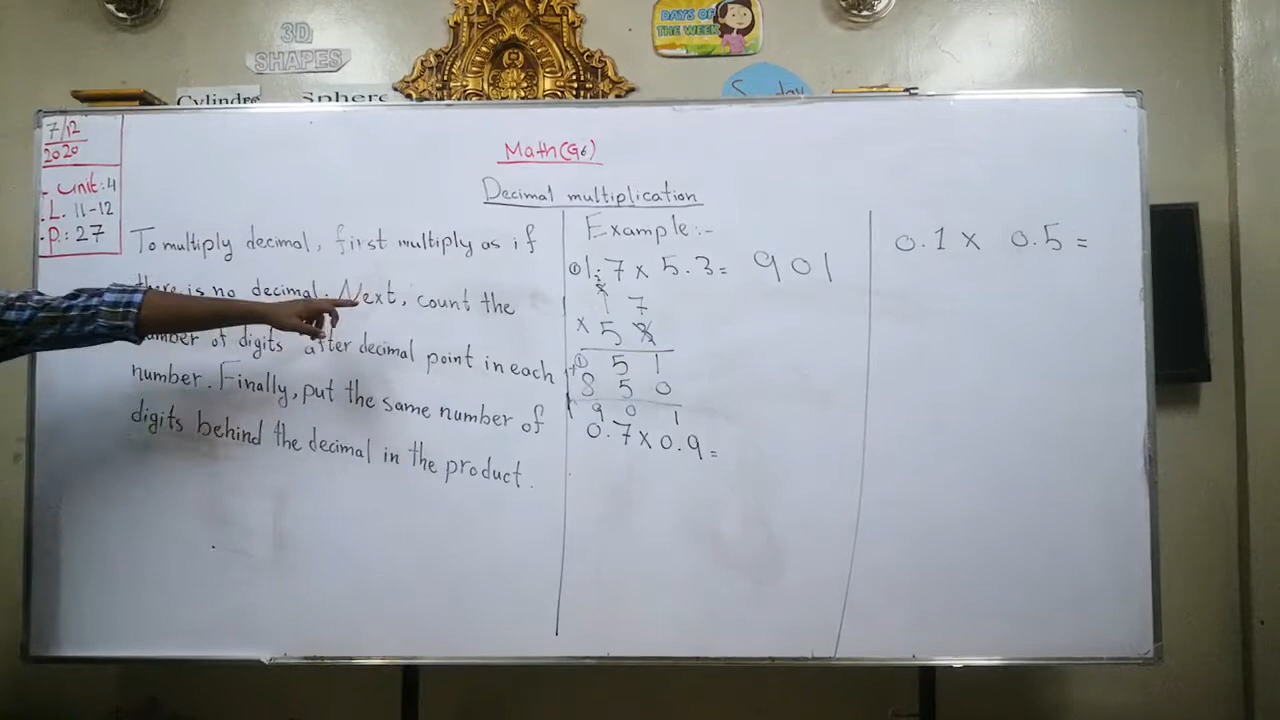 3D
SHAPES
DAYS OF
THE WEEK
Cylindre
Sphere
7/12
2020
- Unit: 4
. L. 11-12
. P.: 27
Math(G6)
Decimal multiplication
To multiply decimal, first multiply as if
there is no decimal. Next, count the
number of digits after decimal point in each
number. Finally, put the same number of
digits behind the decimal in the product.
Example:-
1.7 x 5.3 = 901
1 7
x 5 3
5 1
8 5 0
9 0 1
0.7 x 0.9 =
0.1 x 0.5 =